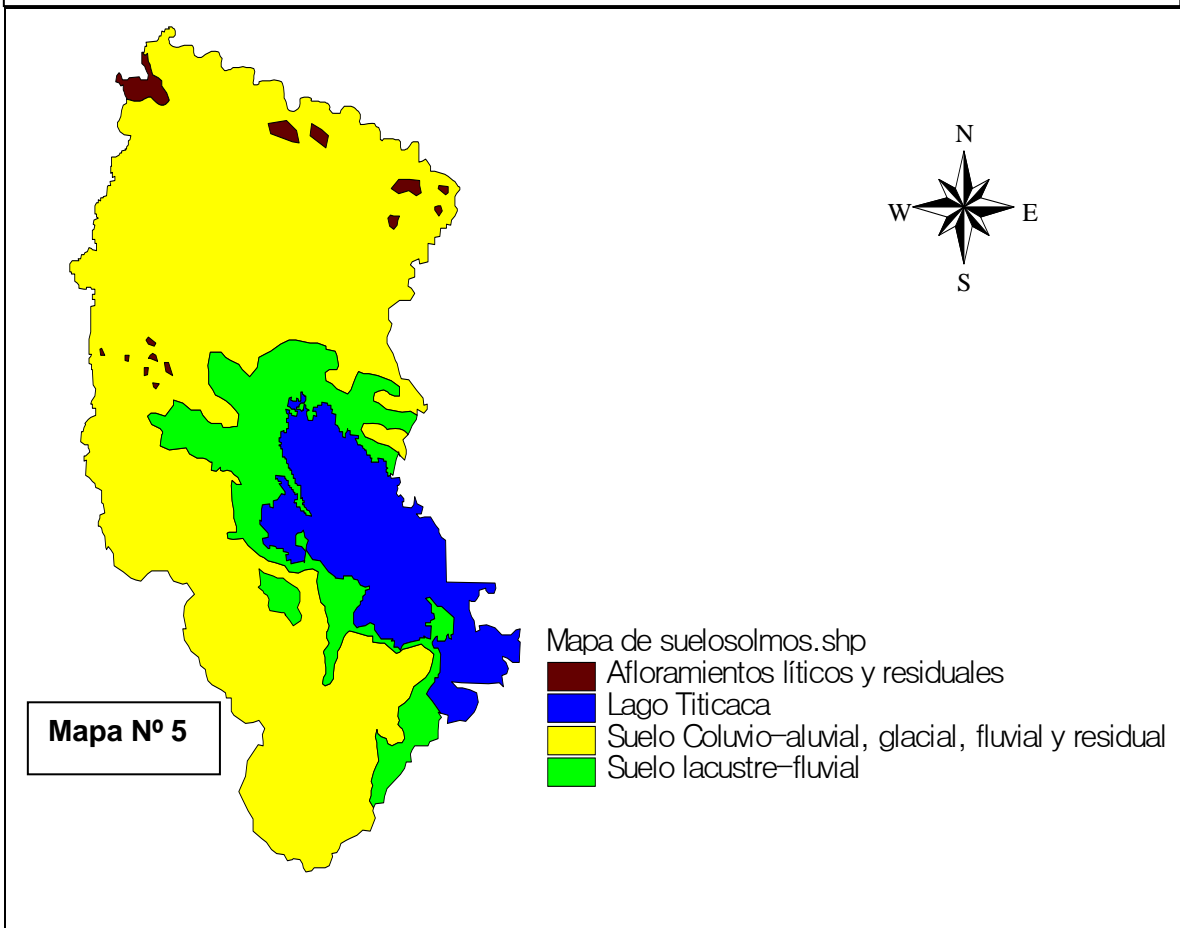 N
W E
S
Mapa de suelosolmos.shp
Afloramientos líticos y residuales
Lago Titicaca
Suelo Coluvio-aluvial, glacial, fluvial y residual
Suelo lacustre-fluvial
Mapa Nº 5